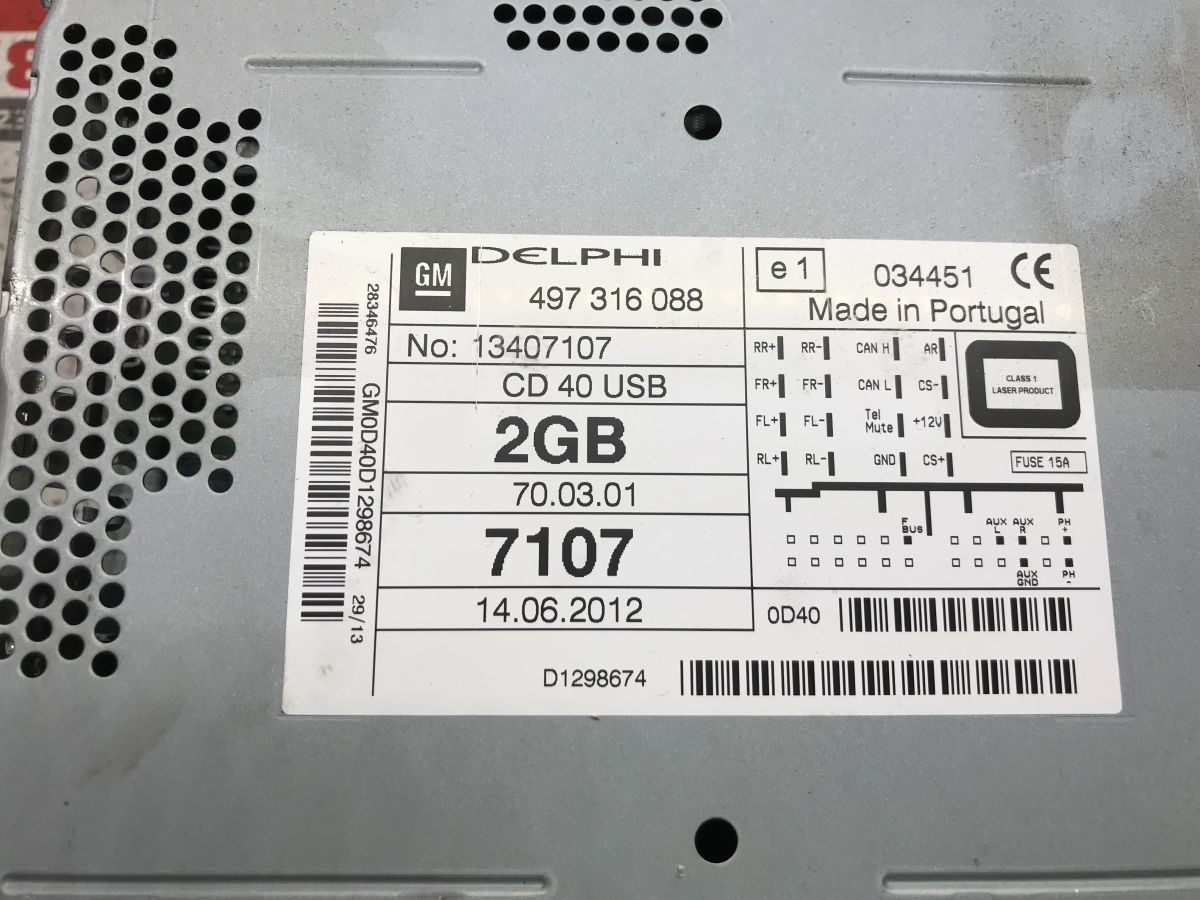 GM DELPHI
497 316 088
No: 13407107
CD 40 USB
2GB
70.03.01
7107
14.06.2012
D1298674
28346476
GM0D40D1298674
29/13
e 1
034451 CE
Made in Portugal
RR+ RR- CAN H AR
FR+ FR- CAN L CS-
FL+ FL- Tel Mute +12V
RL+ RL- GND CS+
CLASS 1
LASER PRODUCT
FUSE 15A
F BUS
AUX L
AUX R
PH +
AUX GND
PH -
0D40